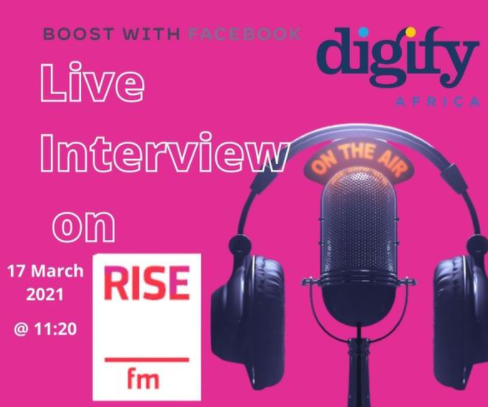 BOOST WITH FACEBOOK
digify
AFRICA
Live
Interview
on
ON THE AIR
17 March
2021
@ 11:20
RISE
fm